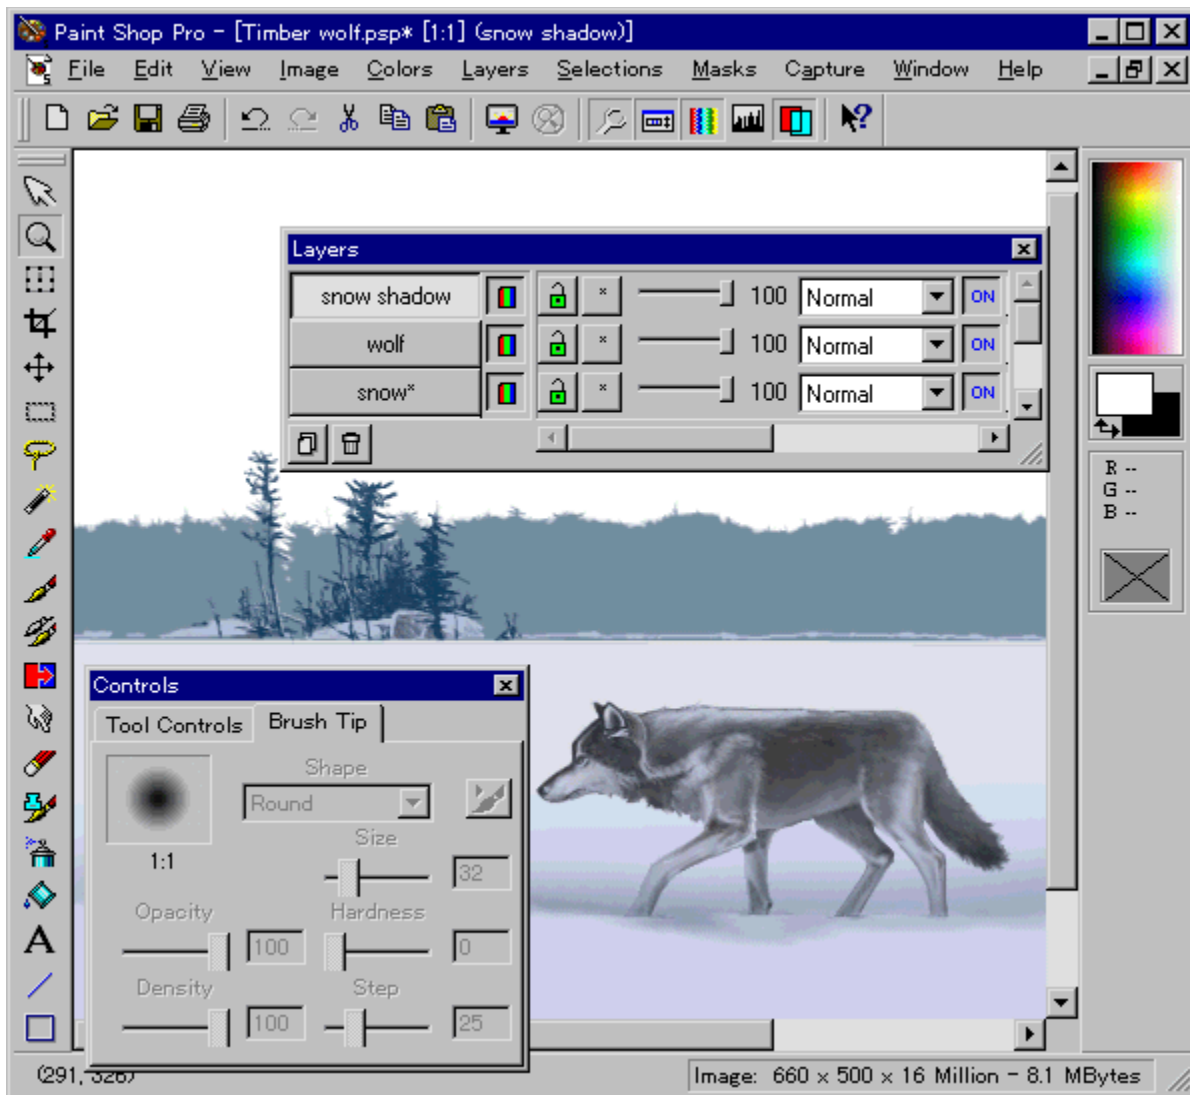 Paint Shop Pro - [Timber wolf.psp* [1:1] (snow shadow)]
File Edit View Image Colors Layers Selections Masks Capture Window Help
Layers
snow shadow 100 Normal ON
wolf 100 Normal ON
snow* 100 Normal ON
R --
G --
B --
Controls
Tool Controls Brush Tip
Shape
Round
1:1
Size
32
Opacity Hardness
100 0
Density Step
100 25
(291, 326)
Image: 660 x 500 x 16 Million - 8.1 MBytes